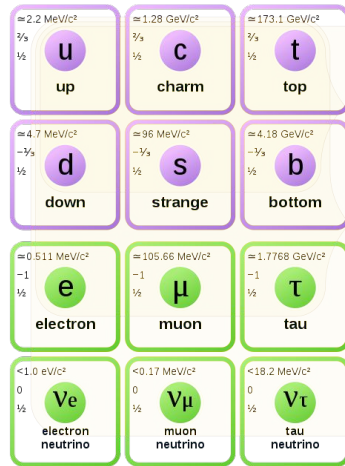 ≃2.2 MeV/c²
⅔
½
u
up
≃1.28 GeV/c²
⅔
½
c
charm
≃173.1 GeV/c²
⅔
½
t
top
≃4.7 MeV/c²
−⅓
½
d
down
≃96 MeV/c²
−⅓
½
s
strange
≃4.18 GeV/c²
−⅓
½
b
bottom
≃0.511 MeV/c²
−1
½
e
electron
≃105.66 MeV/c²
−1
½
μ
muon
≃1.7768 GeV/c²
−1
½
τ
tau
<1.0 eV/c²
0
½
νe
electron
neutrino
<0.17 MeV/c²
0
½
νμ
muon
neutrino
<18.2 MeV/c²
0
½
ντ
tau
neutrino